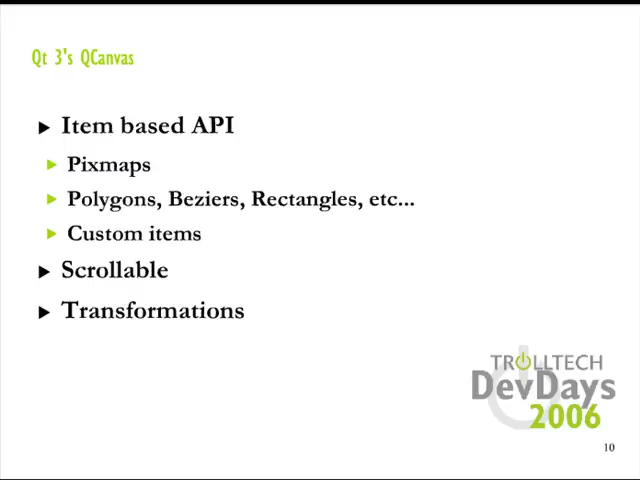 Qt 3's QCanvas
Item based API
Pixmaps
Polygons, Beziers, Rectangles, etc...
Custom items
Scrollable
Transformations
TROLLTECH
DevDays
2006
10